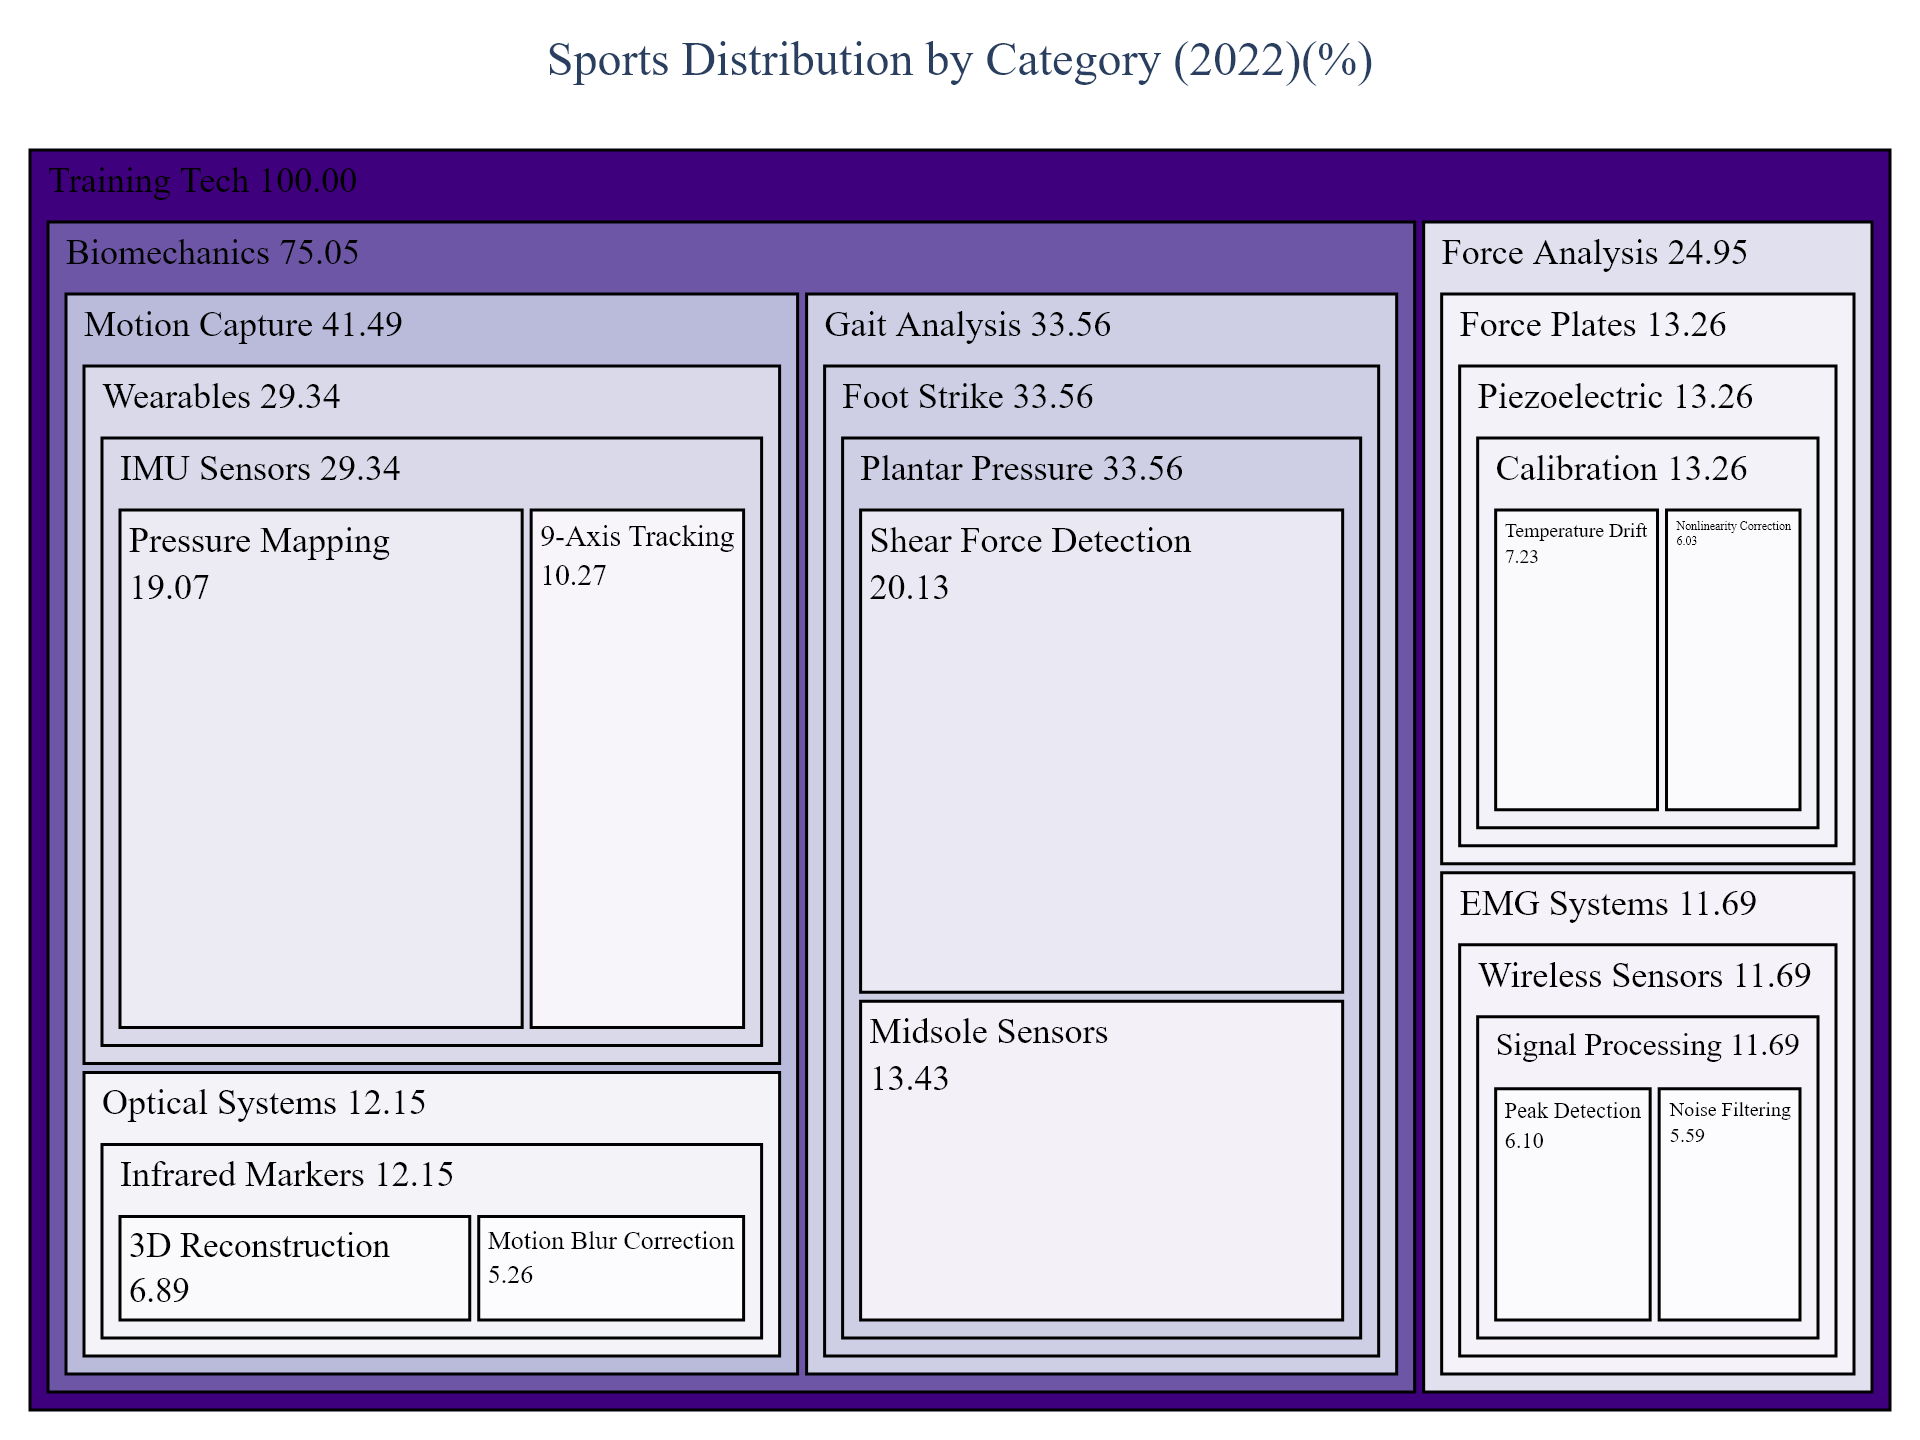 Sports Distribution by Category (2022)(%)
Training Tech 100.00
Biomechanics 75.05
Motion Capture 41.49
Wearables 29.34
IMU Sensors 29.34
Pressure Mapping
19.07
9-Axis Tracking
10.27
Optical Systems 12.15
Infrared Markers 12.15
3D Reconstruction
6.89
Motion Blur Correction
5.26
Gait Analysis 33.56
Foot Strike 33.56
Plantar Pressure 33.56
Shear Force Detection
20.13
Midsole Sensors
13.43
Force Analysis 24.95
Force Plates 13.26
Piezoelectric 13.26
Calibration 13.26
Temperature Drift
7.23
Nonlinearity Correction
6.03
EMG Systems 11.69
Wireless Sensors 11.69
Signal Processing 11.69
Peak Detection
6.10
Noise Filtering
5.59